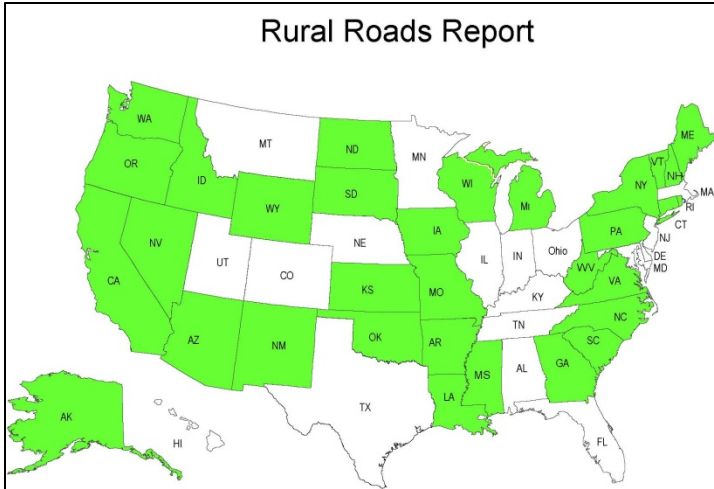 Rural Roads Report
WA
MT
ND
MN
ME
OR
ID
WY
SD
WI
MI
VT
NH
NY
MA
RI
CT
NV
UT
CO
NE
IA
IL
IN
Ohio
PA
NJ
DE
MD
CA
KS
MO
KY
WV
VA
AZ
NM
OK
AR
TN
NC
SC
TX
LA
MS
AL
GA
FL
AK
HI